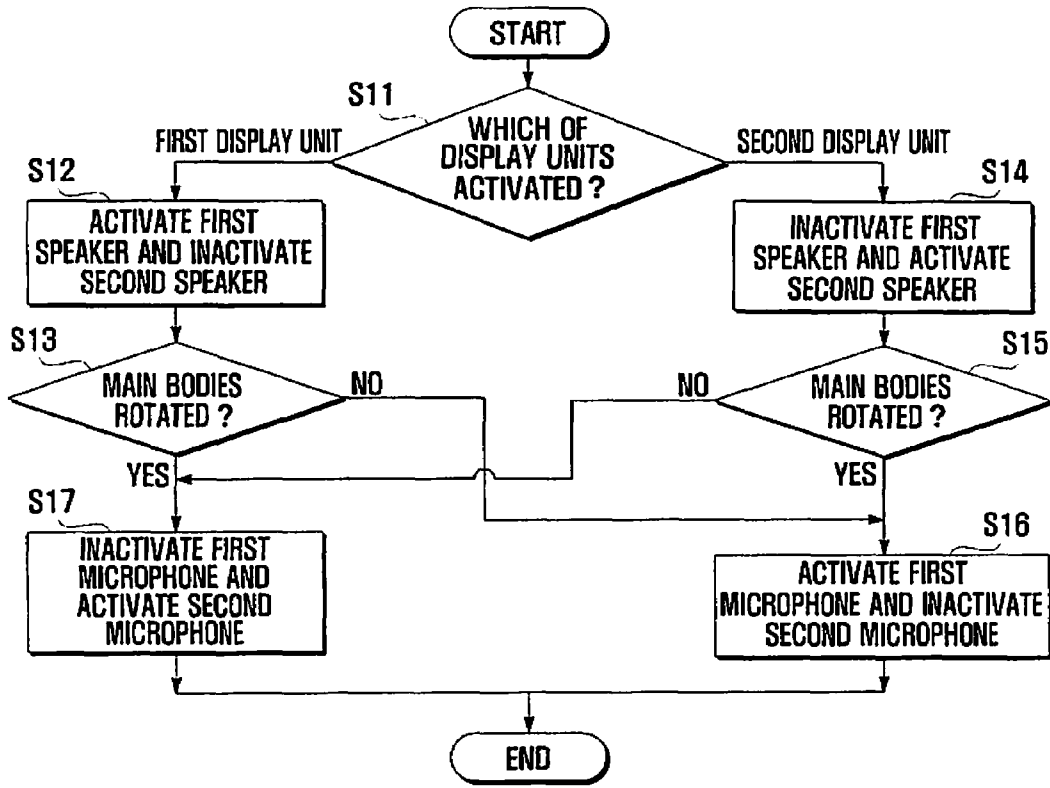 START
S11
WHICH OF
DISPLAY UNITS
ACTIVATED ?
FIRST DISPLAY UNIT
SECOND DISPLAY UNIT
S12
ACTIVATE FIRST
SPEAKER AND INACTIVATE
SECOND SPEAKER
S14
INACTIVATE FIRST
SPEAKER AND ACTIVATE
SECOND SPEAKER
S13
MAIN BODIES
ROTATED ?
NO
YES
S15
MAIN BODIES
ROTATED ?
NO
YES
S17
INACTIVATE FIRST
MICROPHONE AND
ACTIVATE SECOND
MICROPHONE
S16
ACTIVATE FIRST
MICROPHONE AND INACTIVATE
SECOND MICROPHONE
END